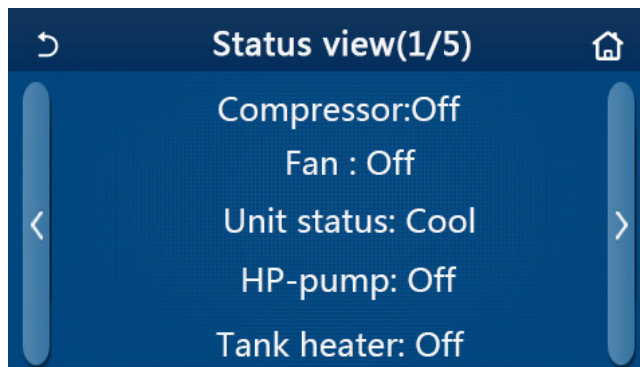 Status view(1/5)
Compressor:Off
Fan : Off
Unit status: Cool
HP-pump: Off
Tank heater: Off